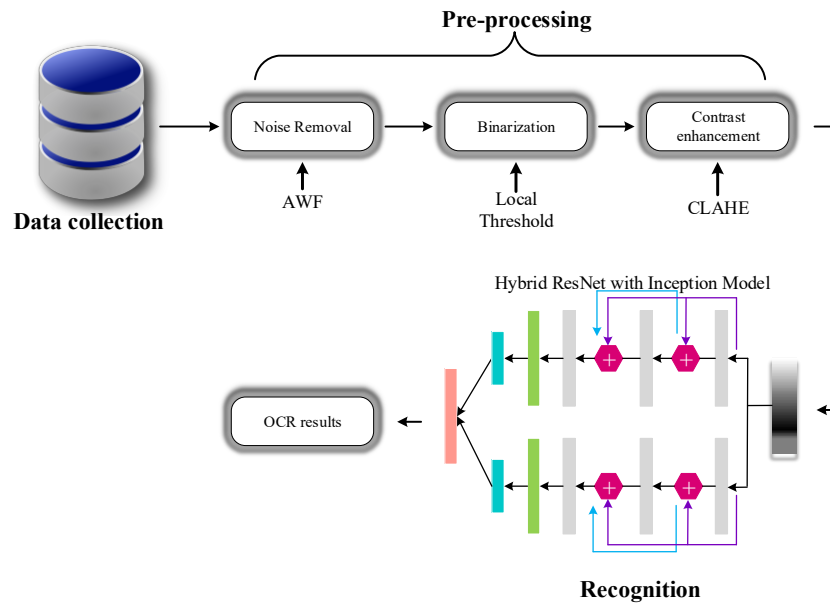 Pre-processing
Noise Removal
Binarization
Contrast
enhancement
AWF
Local
Threshold
CLAHE
Data collection
Hybrid ResNet with Inception Model
+
+
OCR results
+
+
Recognition